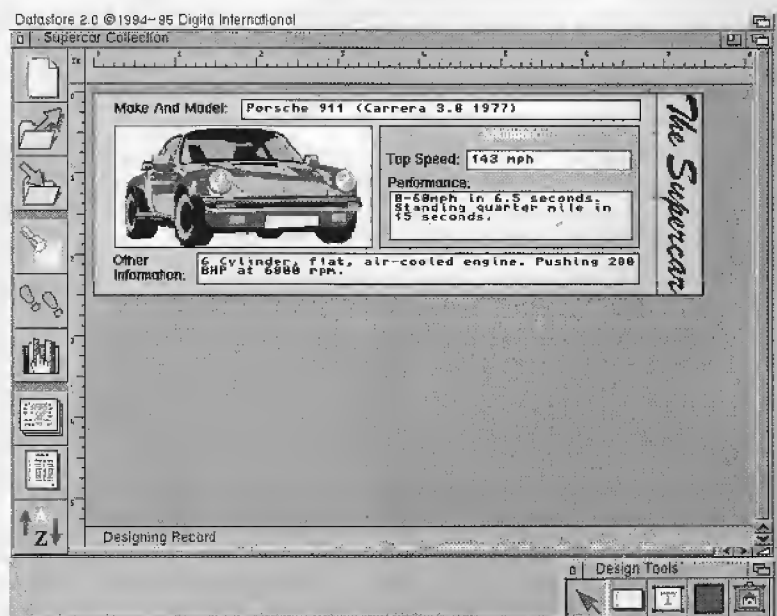 Datastore 2.0 ©1994-95 Digita International
Supercar Collection
Make And Model: Porsche 911 (Carrera 3.0 1977)
Top Speed: 143 mph
Performance:
0-60mph in 6.5 seconds.
Standing quarter mile in
15 seconds.
Other
Information:
6 Cylinder, flat, air-cooled engine. Pushing 200
BHP at 6000 rpm.
The Supercar
A
Z
Designing Record
Design Tools
T